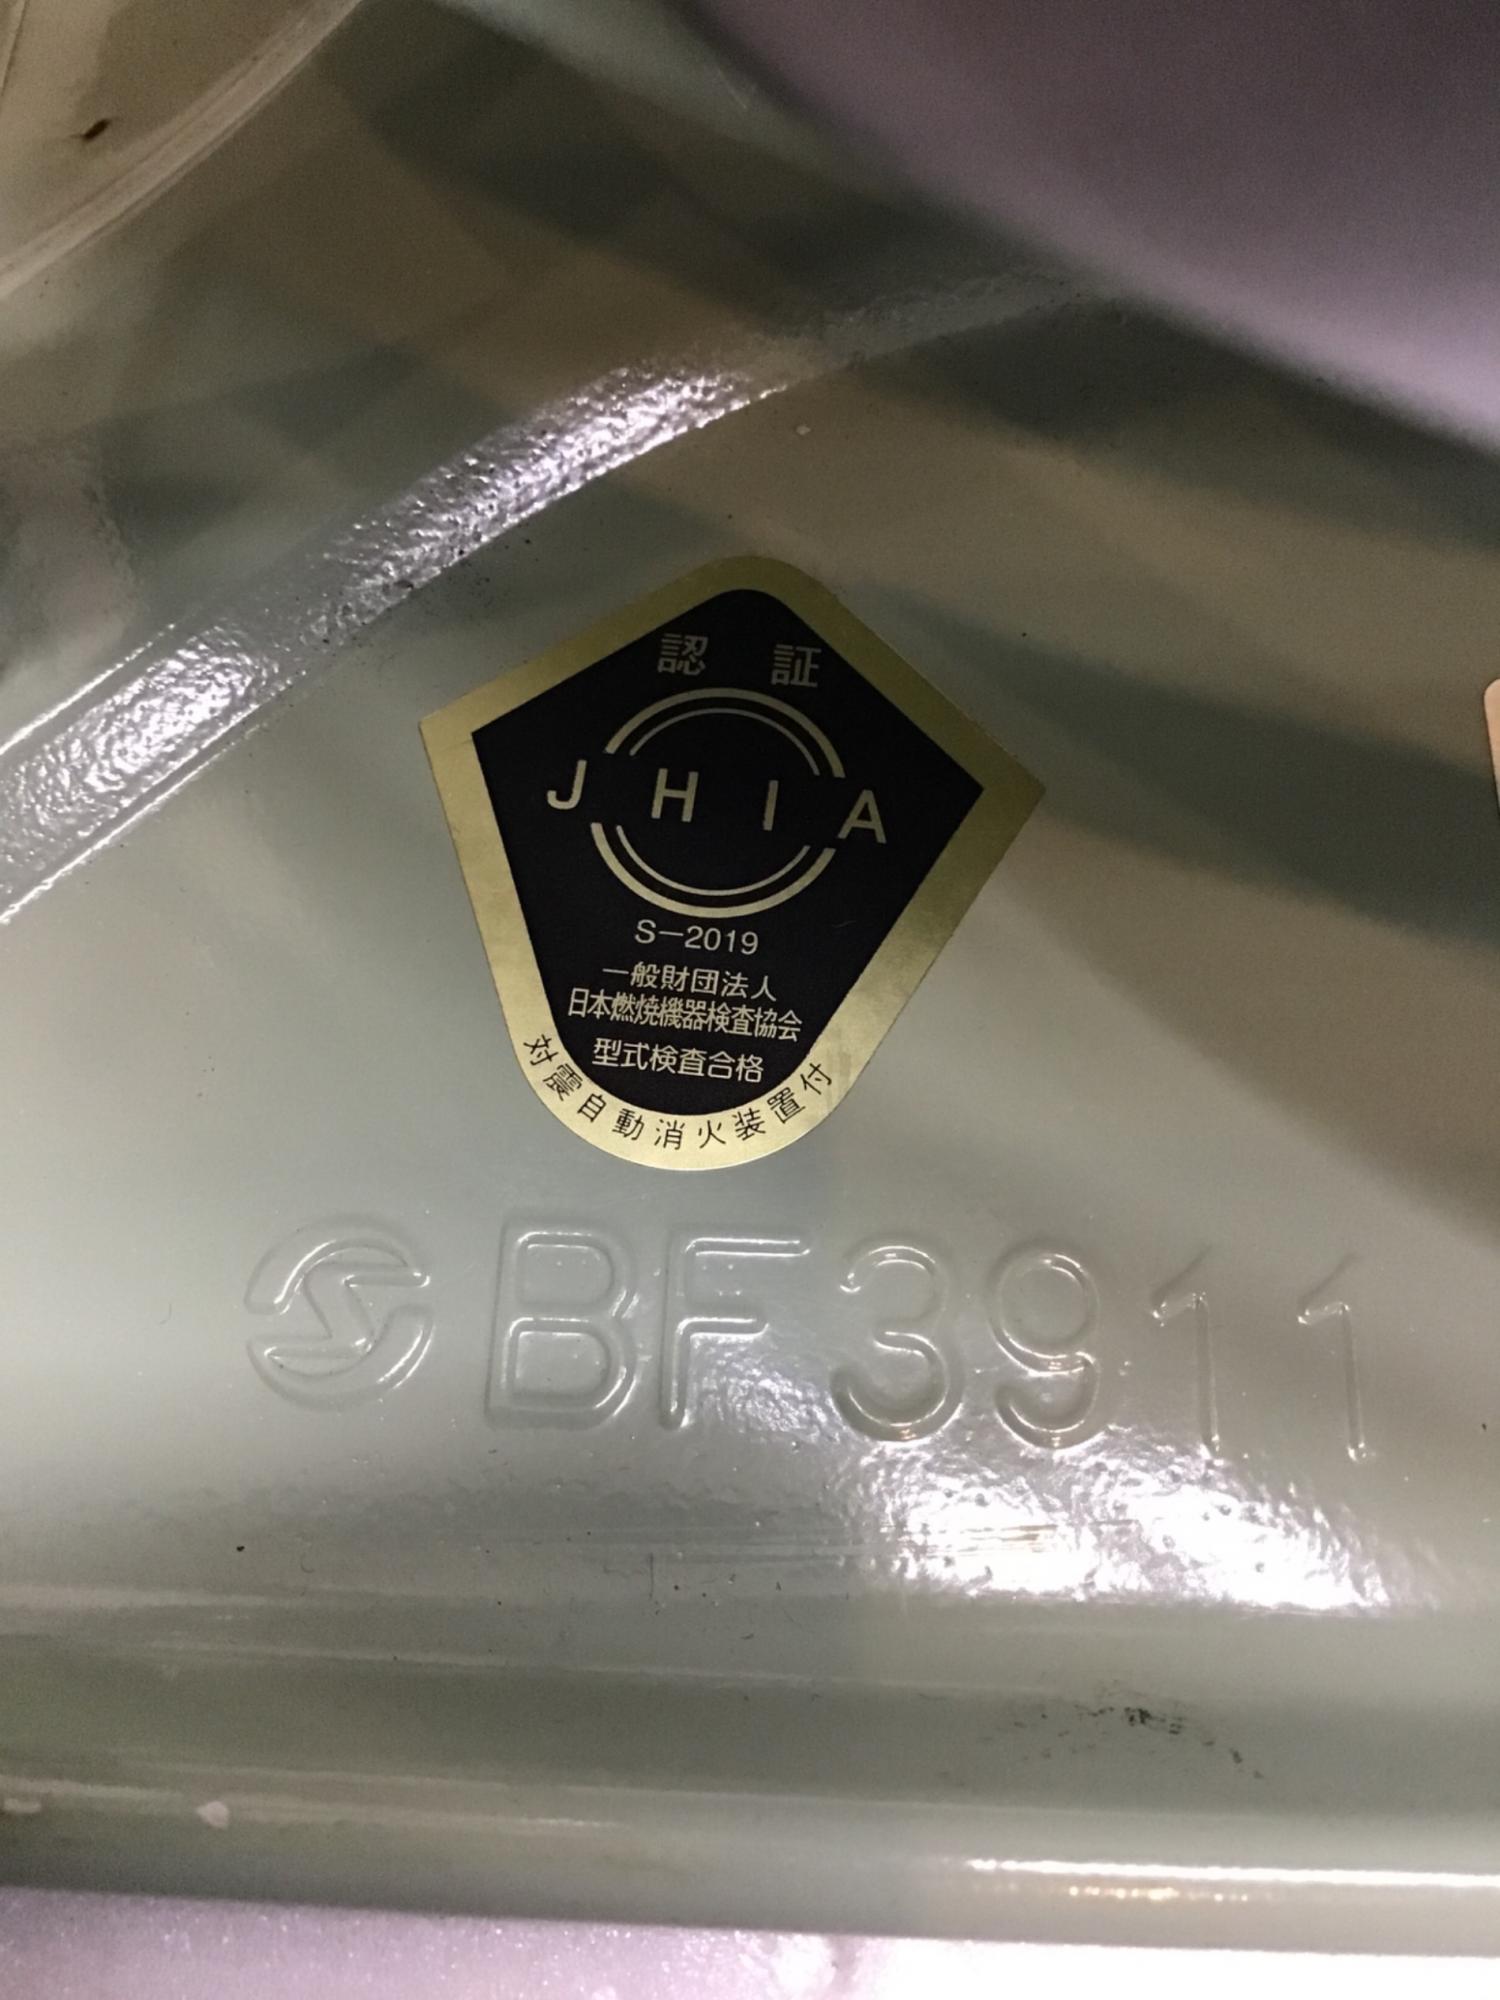 認 証
J H I A
S-2019
一般財団法人
日本燃焼機器検査協会
型式検査合格
対震自動消火装置付
BF3911